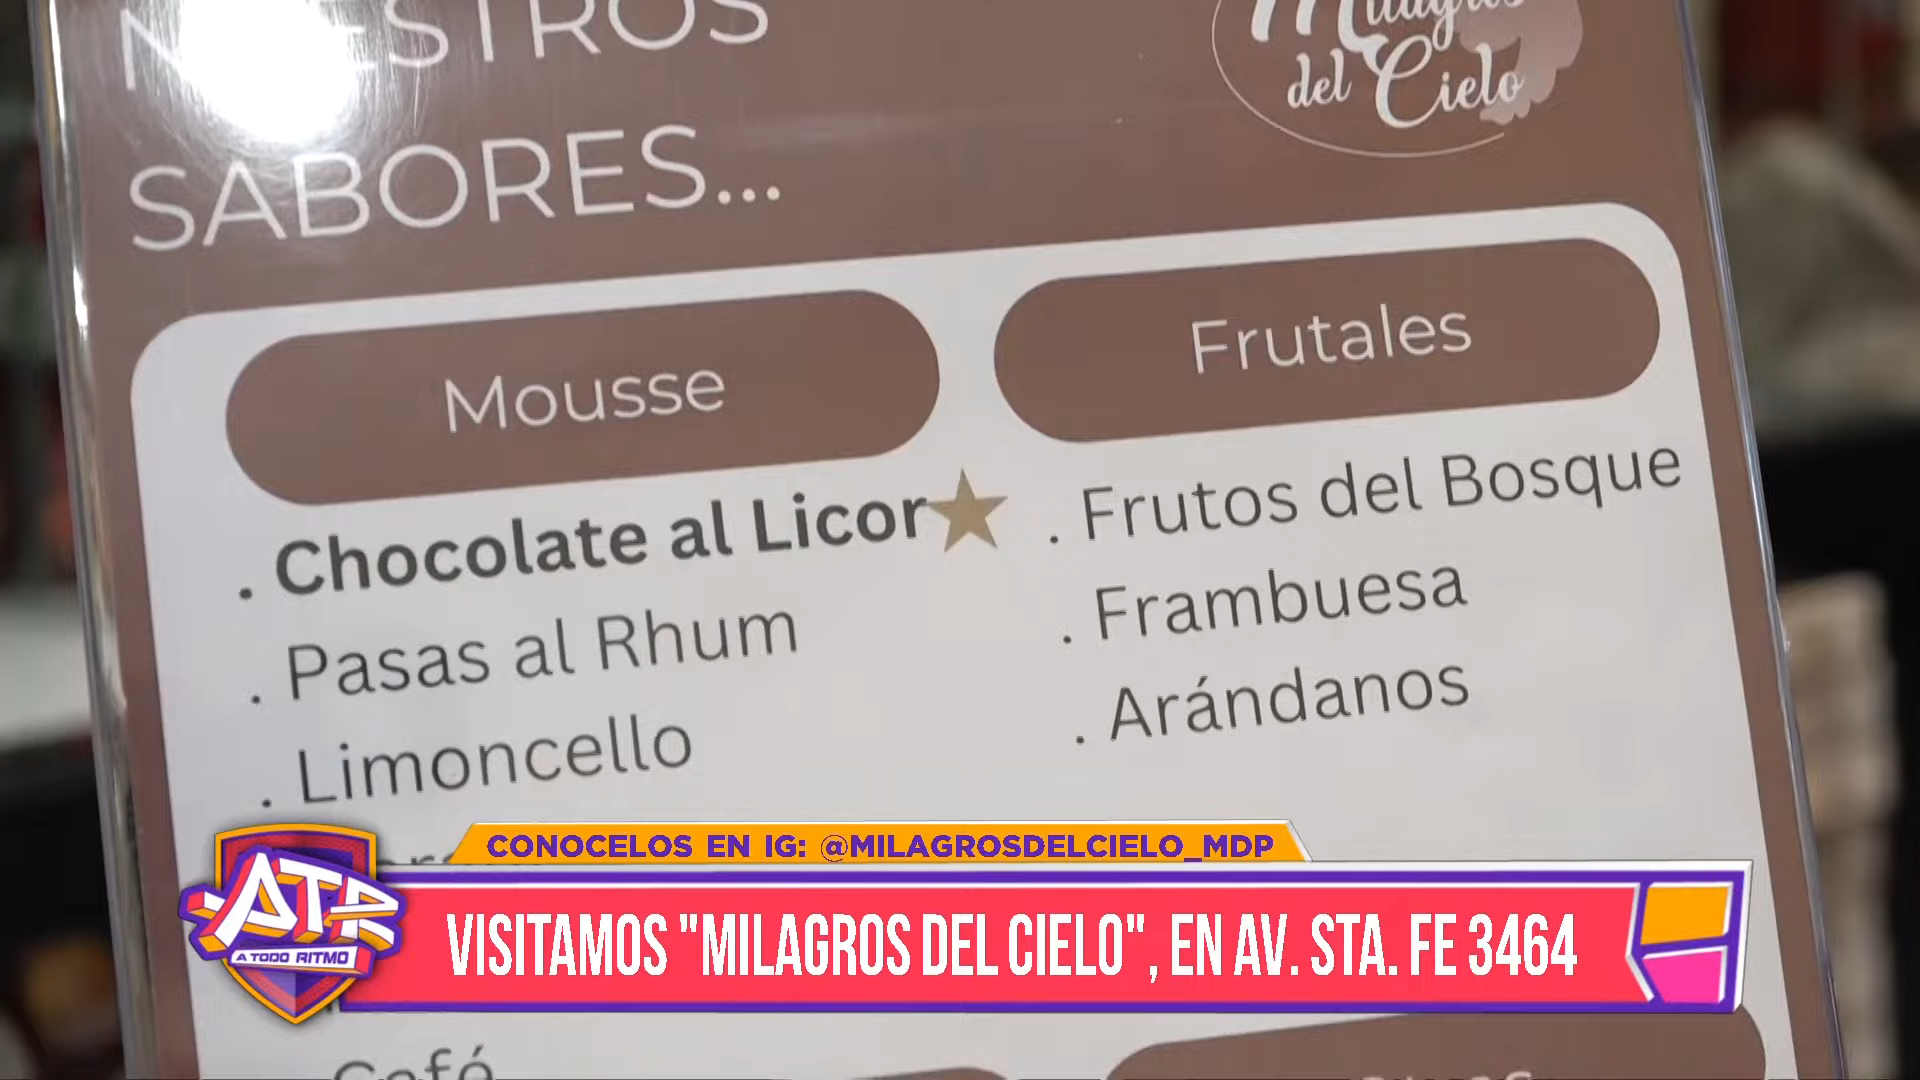 NUESTROS
SABORES...
Milagros
del Cielo
Mousse
. Chocolate al Licor
. Pasas al Rhum
. Limoncello
Café
Frutales
. Frutos del Bosque
. Frambuesa
. Arándanos
CONOCELOS EN IG: @MILAGROSDELCIELO_MDP
VISITAMOS "MILAGROS DEL CIELO", EN AV. STA. FE 3464
ATR
A TODO RITMO